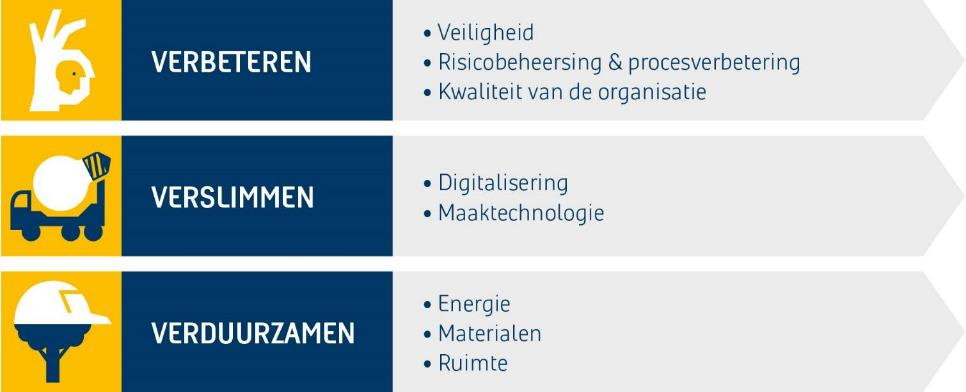 VERBETEREN
• Veiligheid
• Risicobeheersing & procesverbetering
• Kwaliteit van de organisatie
VERSLIMMEN
• Digitalisering
• Maaktechnologie
VERDUURZAMEN
• Energie
• Materialen
• Ruimte